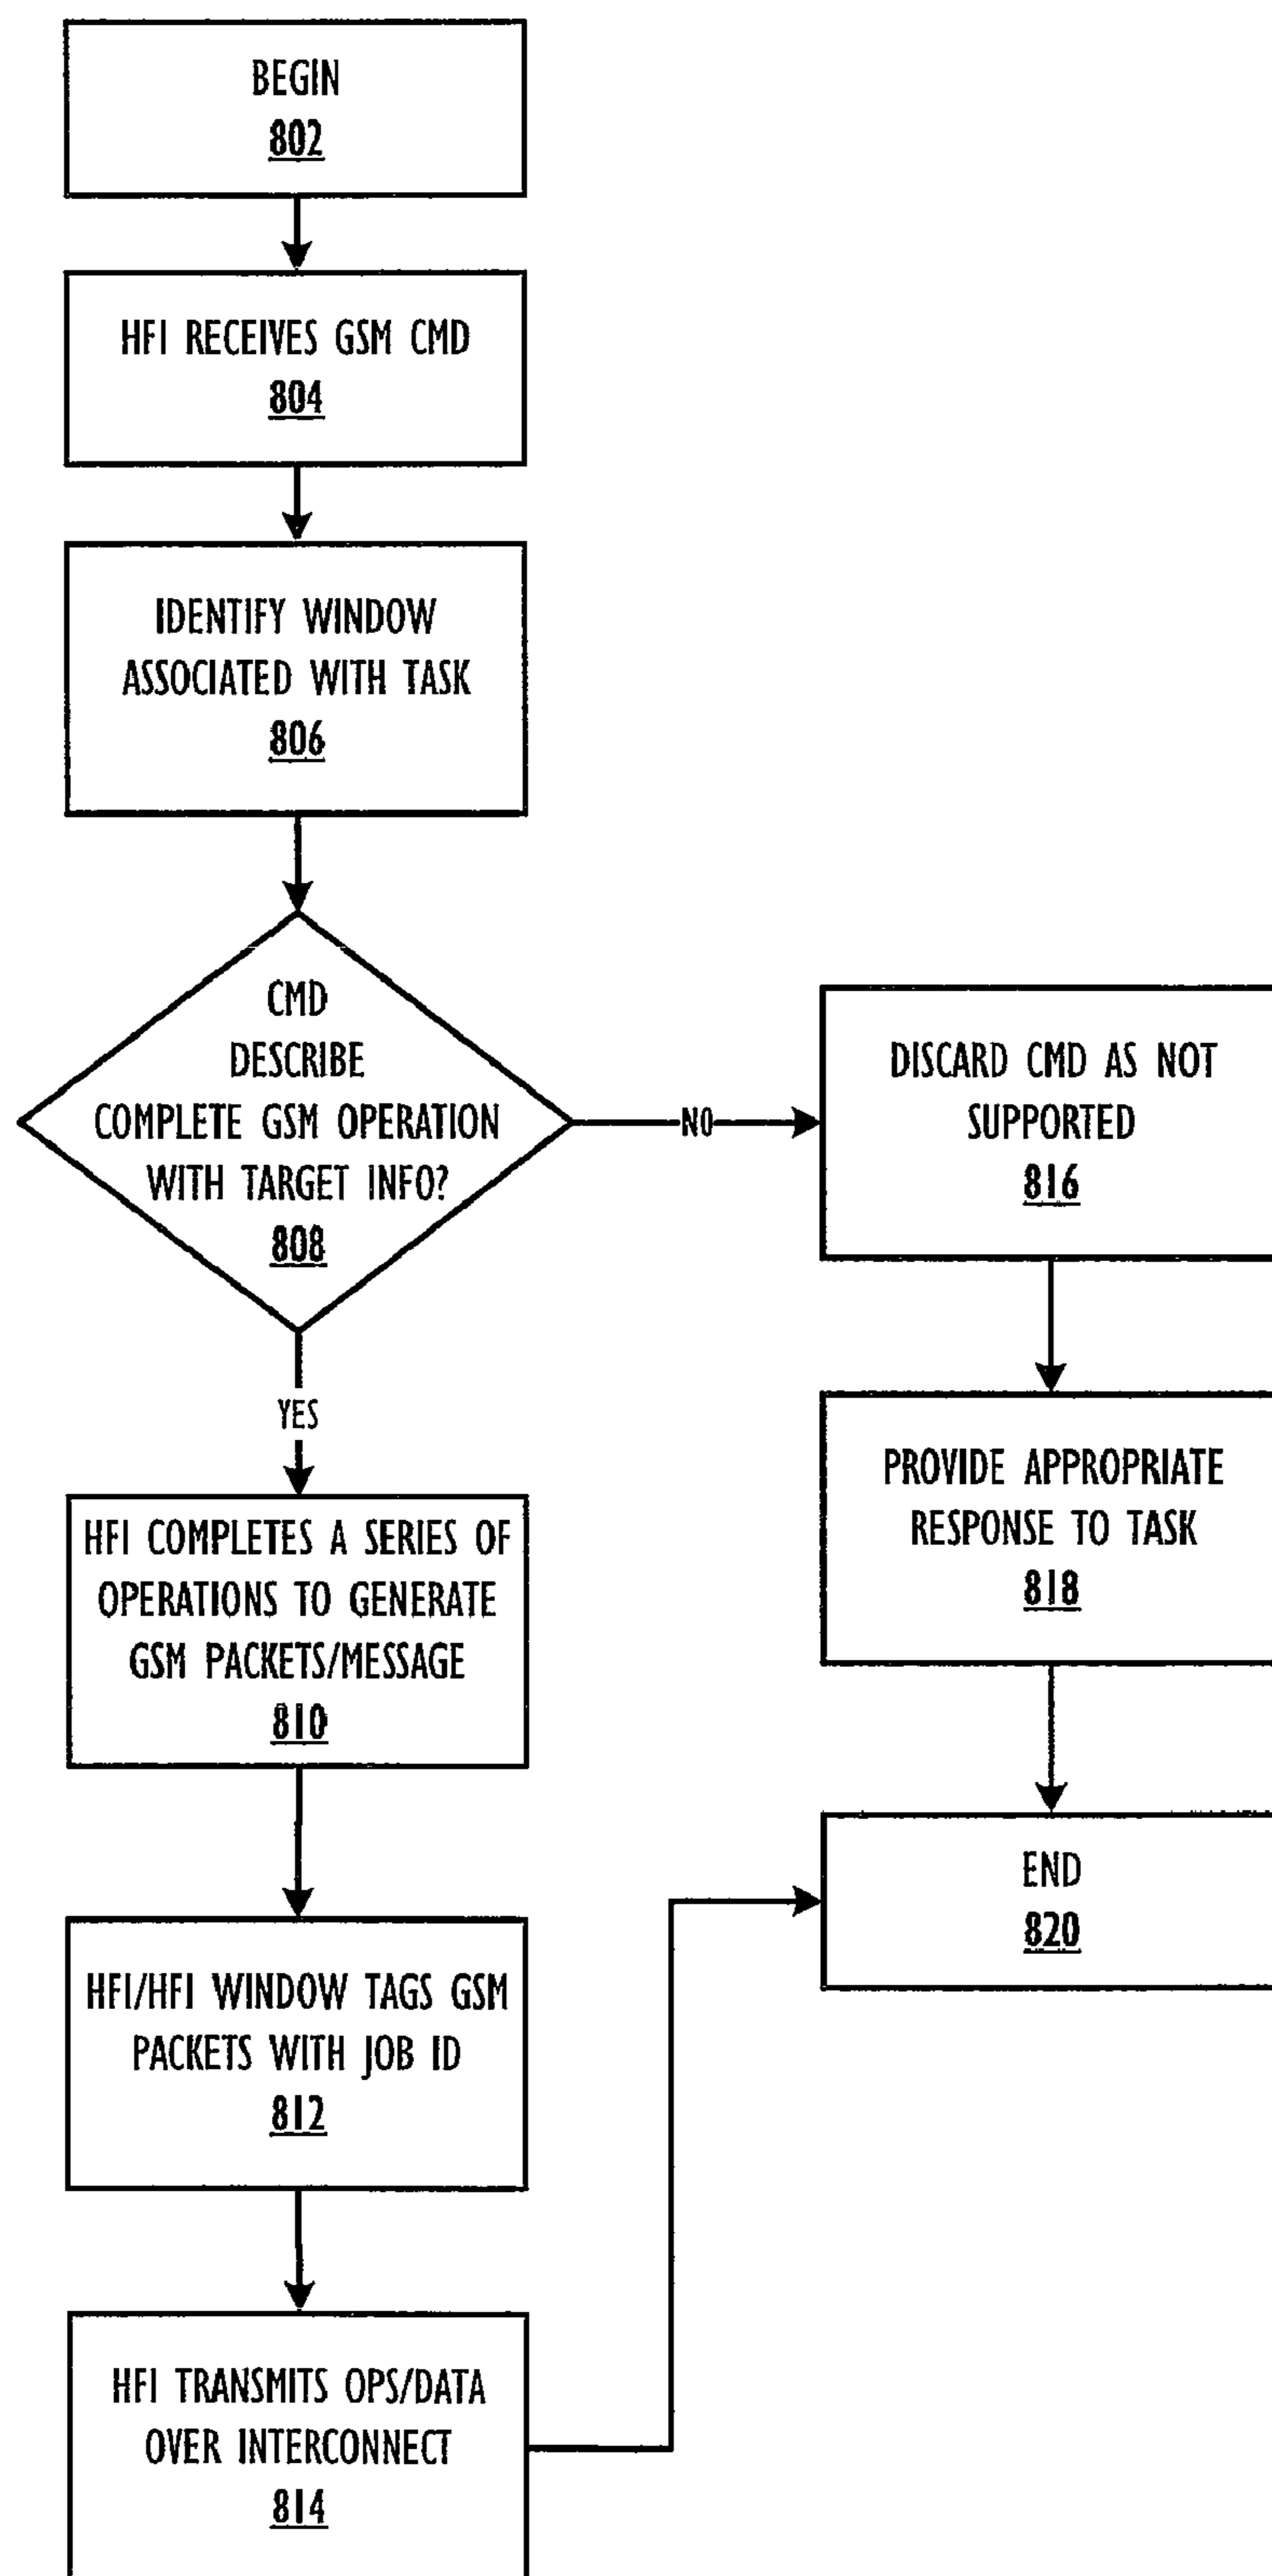 BEGIN
802
HFI RECEIVES GSM CMD
804
IDENTIFY WINDOW
ASSOCIATED WITH TASK
806
CMD
DESCRIBE
COMPLETE GSM OPERATION
WITH TARGET INFO?
808
NO
DISCARD CMD AS NOT
SUPPORTED
816
YES
PROVIDE APPROPRIATE
RESPONSE TO TASK
818
HFI COMPLETES A SERIES OF
OPERATIONS TO GENERATE
GSM PACKETS/MESSAGE
810
END
820
HFI/HFI WINDOW TAGS GSM
PACKETS WITH JOB ID
812
HFI TRANSMITS OPS/DATA
OVER INTERCONNECT
814